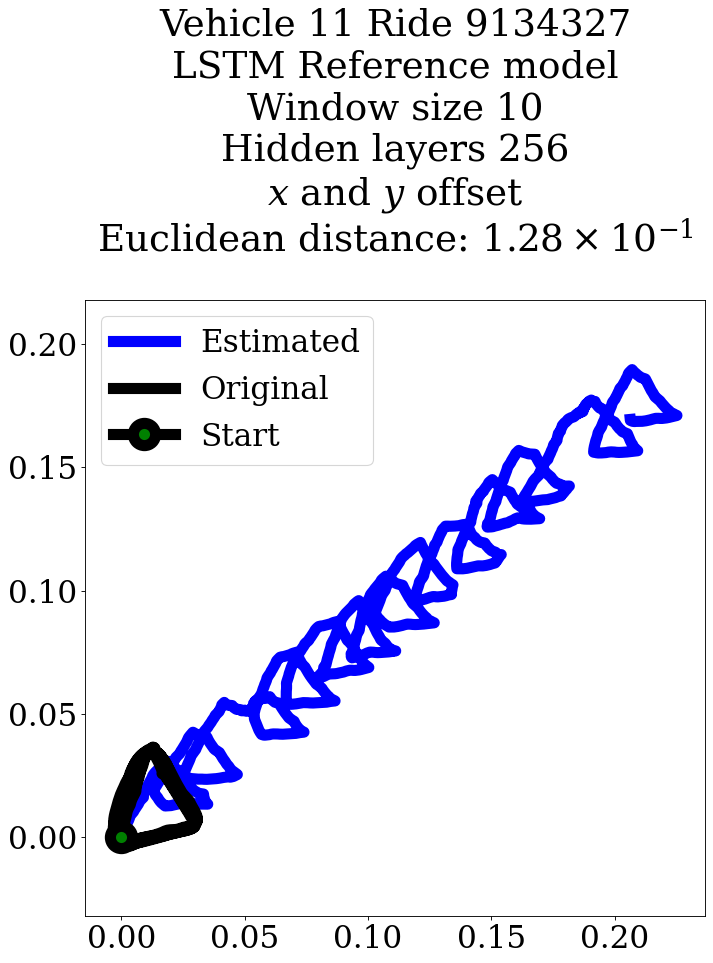 Vehicle 11 Ride 9134327
LSTM Reference model
Window size 10
Hidden layers 256
x and y offset
Euclidean distance: 1.28 × 10⁻¹
Estimated
Original
Start
0.20
0.15
0.10
0.05
0.00
0.00 0.05 0.10 0.15 0.20